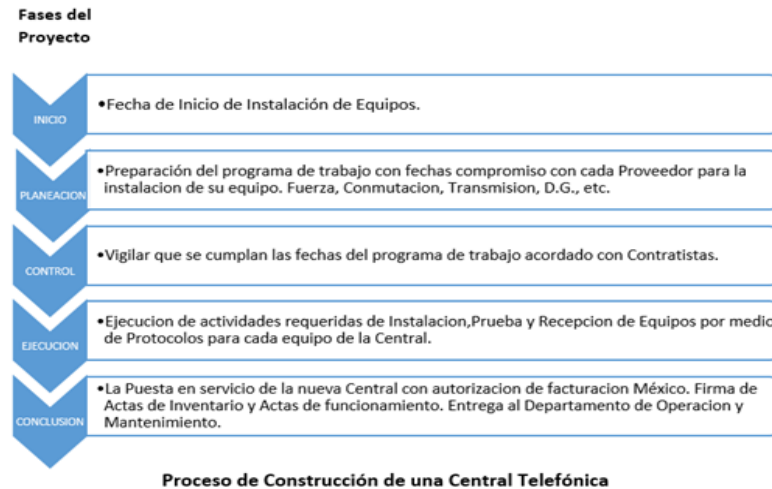 Fases del
Proyecto
INICIO
•Fecha de Inicio de Instalación de Equipos.
PLANEACION
•Preparación del programa de trabajo con fechas compromiso con cada Proveedor para la
instalacion de su equipo. Fuerza, Conmutacion, Transmision, D.G., etc.
CONTROL
•Vigilar que se cumplan las fechas del programa de trabajo acordado con Contratistas.
EJECUCION
•Ejecucion de actividades requeridas de Instalacion,Prueba y Recepcion de Equipos por medio
de Protocolos para cada equipo de la Central.
CONCLUSION
•La Puesta en servicio de la nueva Central con autorizacion de facturacion México. Firma de
Actas de Inventario y Actas de funcionamiento. Entrega al Departamento de Operacion y
Mantenimiento.
Proceso de Construcción de una Central Telefónica